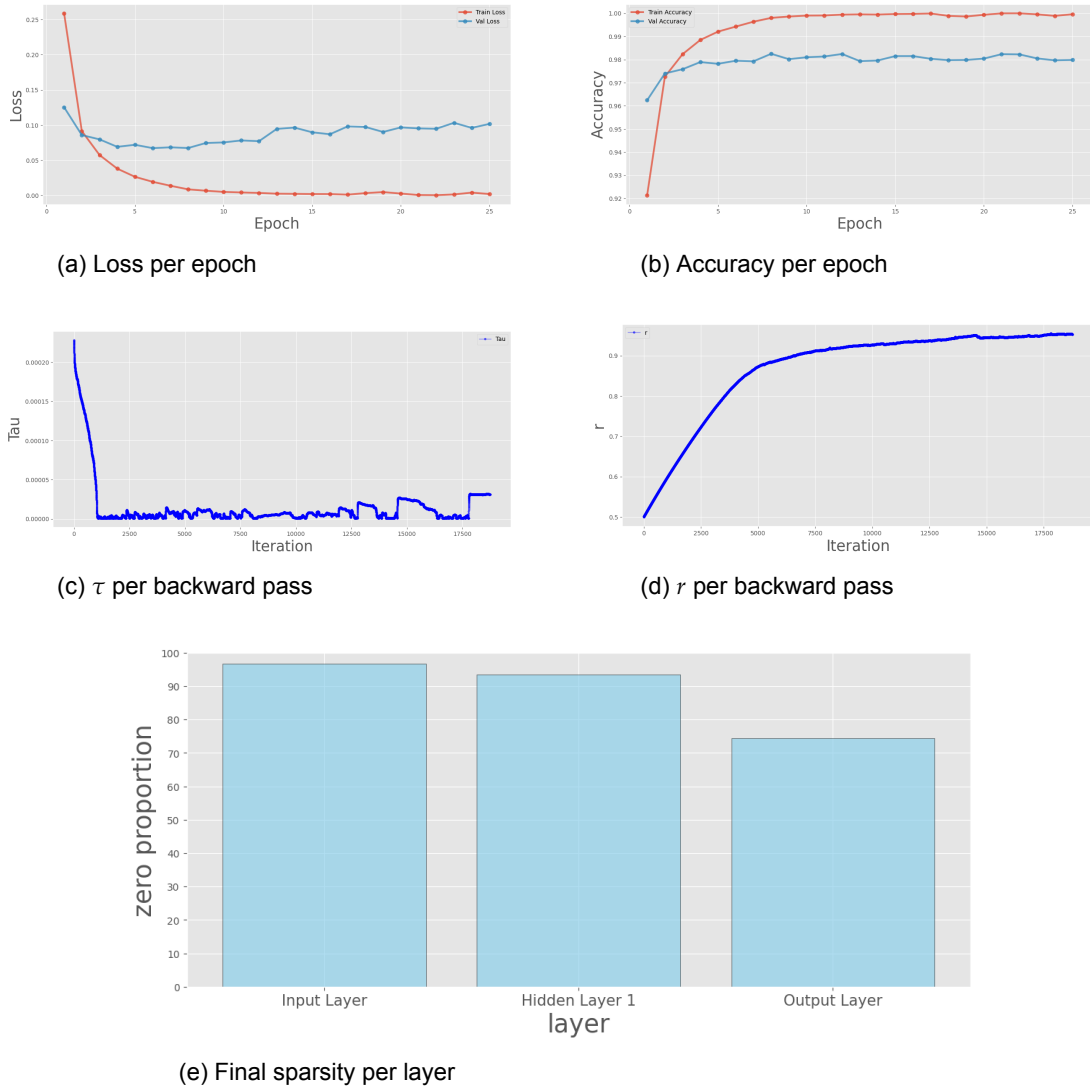 0.25
0.20
0.15
0.10
0.05
0.00
Loss
Train Loss
Val Loss
0 5 10 15 20 25
Epoch
(a) Loss per epoch
1.00
0.99
0.98
0.97
0.96
0.95
0.94
0.93
0.92
Accuracy
Train Accuracy
Val Accuracy
0 5 10 15 20 25
Epoch
(b) Accuracy per epoch
0.00020
0.00015
0.00010
0.00005
0.00000
Tau
Tau
0 2500 5000 7500 10000 12500 15000 17500
Iteration
(c) τ per backward pass
0.9
0.8
0.7
0.6
0.5
r
r
0 2500 5000 7500 10000 12500 15000 17500
Iteration
(d) r per backward pass
100
90
80
70
60
50
40
30
20
10
0
zero proportion
Input Layer Hidden Layer 1 Output Layer
layer
(e) Final sparsity per layer